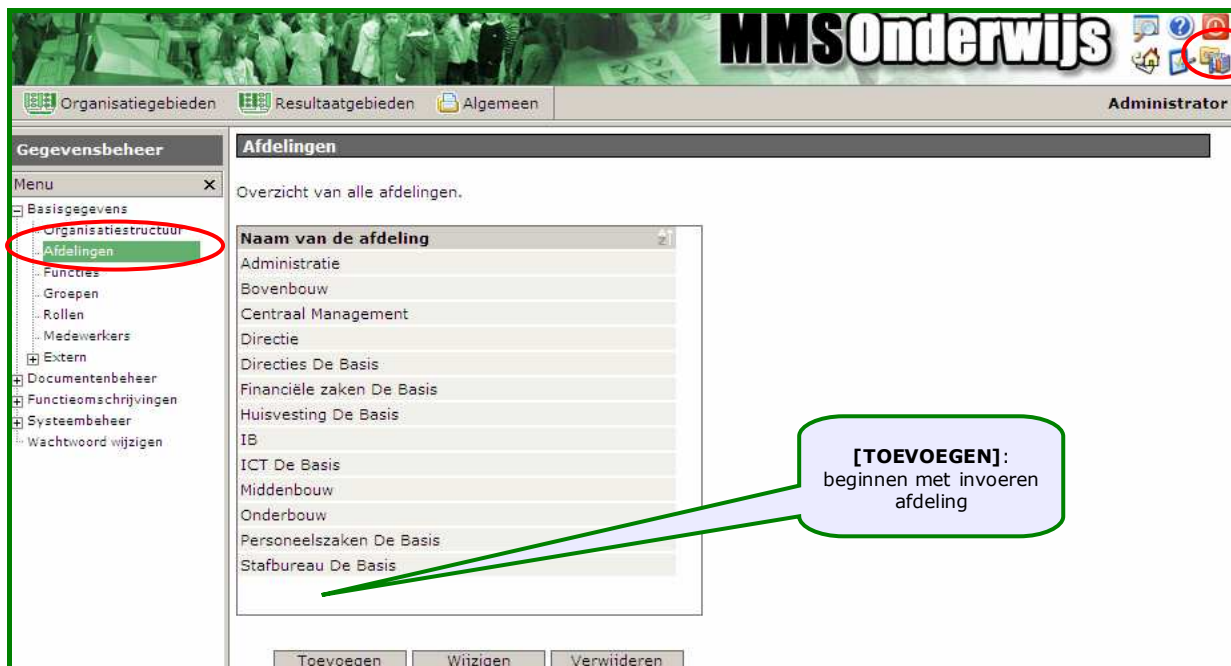 MMSOnderwijs
Organisatiegebieden
Resultaatgebieden
Algemeen
Administrator
Gegevensbeheer
Menu
x
Basisgegevens
Organisatiestructuur
Afdelingen
Functies
Groepen
Rollen
Medewerkers
Extern
Documentenbeheer
Functieomschrijvingen
Systeembeheer
Wachtwoord wijzigen
Afdelingen
Overzicht van alle afdelingen.
Naam van de afdeling
Administratie
Bovenbouw
Centraal Management
Directie
Directies De Basis
Financiële zaken De Basis
Huisvesting De Basis
IB
ICT De Basis
Middenbouw
Onderbouw
Personeelszaken De Basis
Stafbureau De Basis
[TOEVOEGEN]:
beginnen met invoeren
afdeling
Toevoegen
Wijzigen
Verwijderen